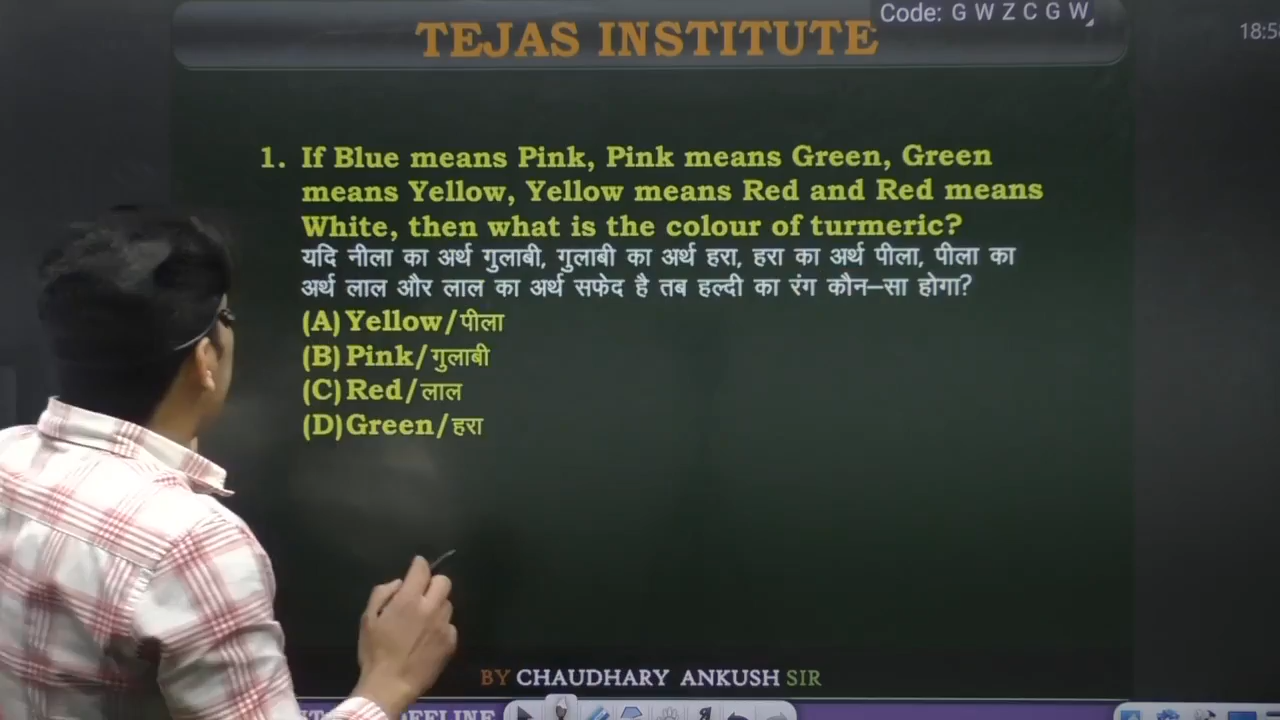 Code: G W Z C G W
TEJAS INSTITUTE
18:5
1. If Blue means Pink, Pink means Green, Green
means Yellow, Yellow means Red and Red means
White, then what is the colour of turmeric?
यदि नीला का अर्थ गुलाबी, गुलाबी का अर्थ हरा, हरा का अर्थ पीला, पीला का
अर्थ लाल और लाल का अर्थ सफेद है तब हल्दी का रंग कौन–सा होगा?
(A) Yellow/पीला
(B) Pink/गुलाबी
(C) Red/लाल
(D) Green/हरा
BY CHAUDHARY ANKUSH SIR